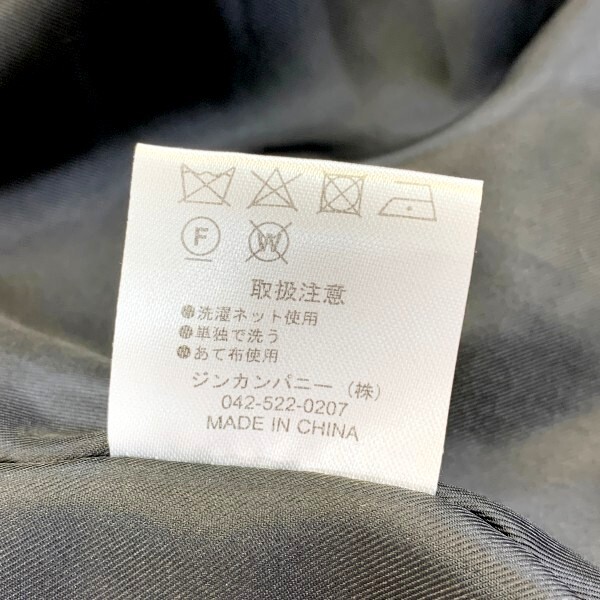 F W
取扱注意
※洗濯ネット使用
※単独で洗う
※あて布使用
ジンカンパニー（株）
042-522-0207
MADE IN CHINA